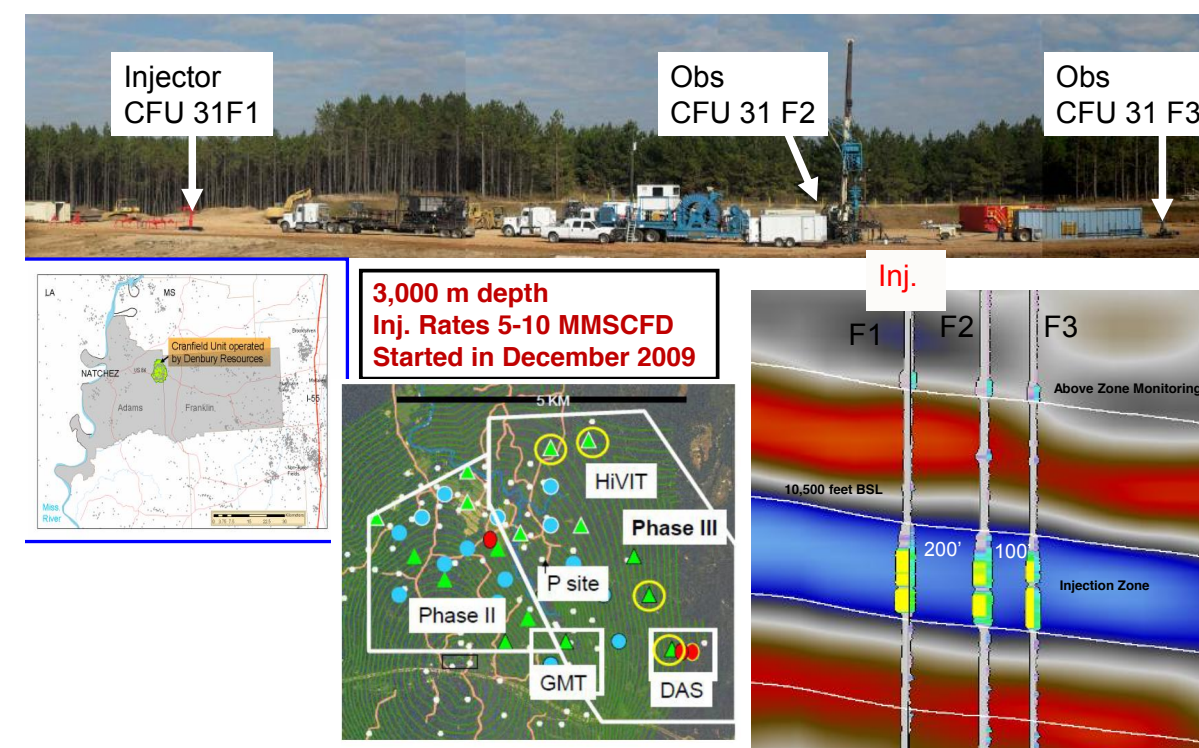 Injector
CFU 31F1
Obs
CFU 31 F2
Obs
CFU 31 F3
LA
MS
Cranfield Unit operated
by Denbury Resources
NATCHEZ
US 84
Adams
Franklin
I-55
Miss.
River
3,000 m depth
Inj. Rates 5-10 MMSCFD
Started in December 2009
5 KM
HiVIT
Phase III
P site
Phase II
GMT
DAS
Inj.
F1
F2
F3
Above Zone Monitoring
10,500 feet BSL
200'
100'
Injection Zone